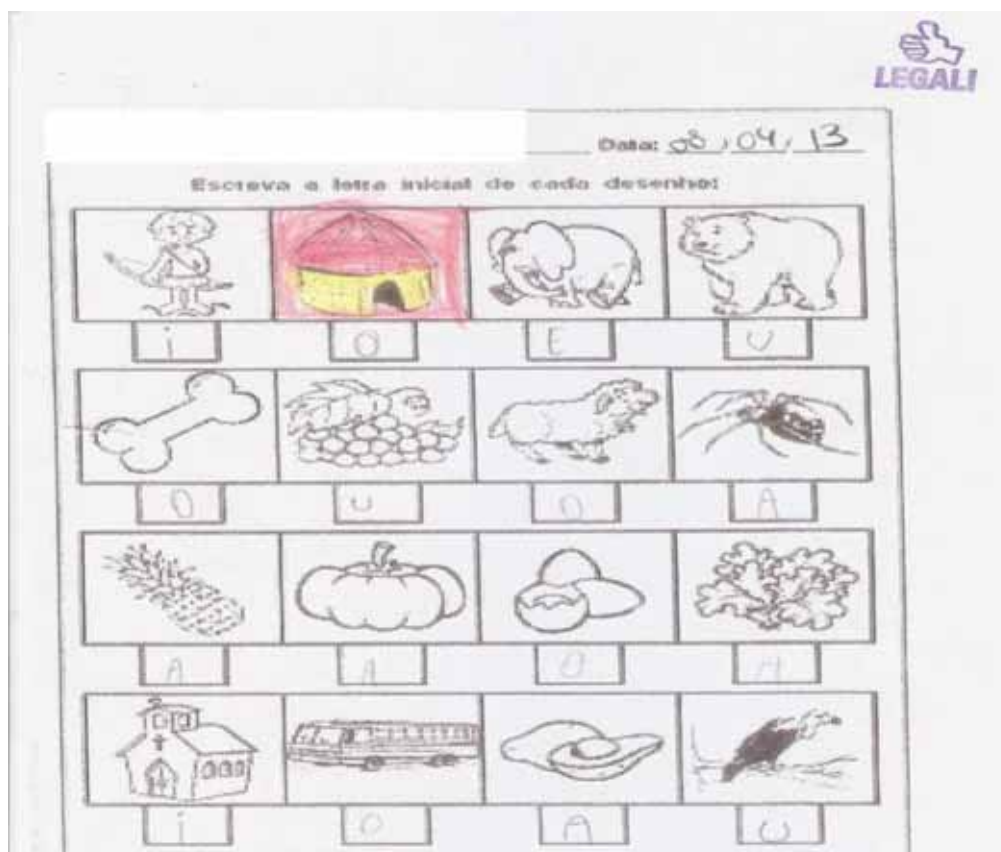 LEGAL!
Data: 08/04/13
Escreva a letra inicial de cada desenho:
i O E U
O U O A
A A O A
i O A U